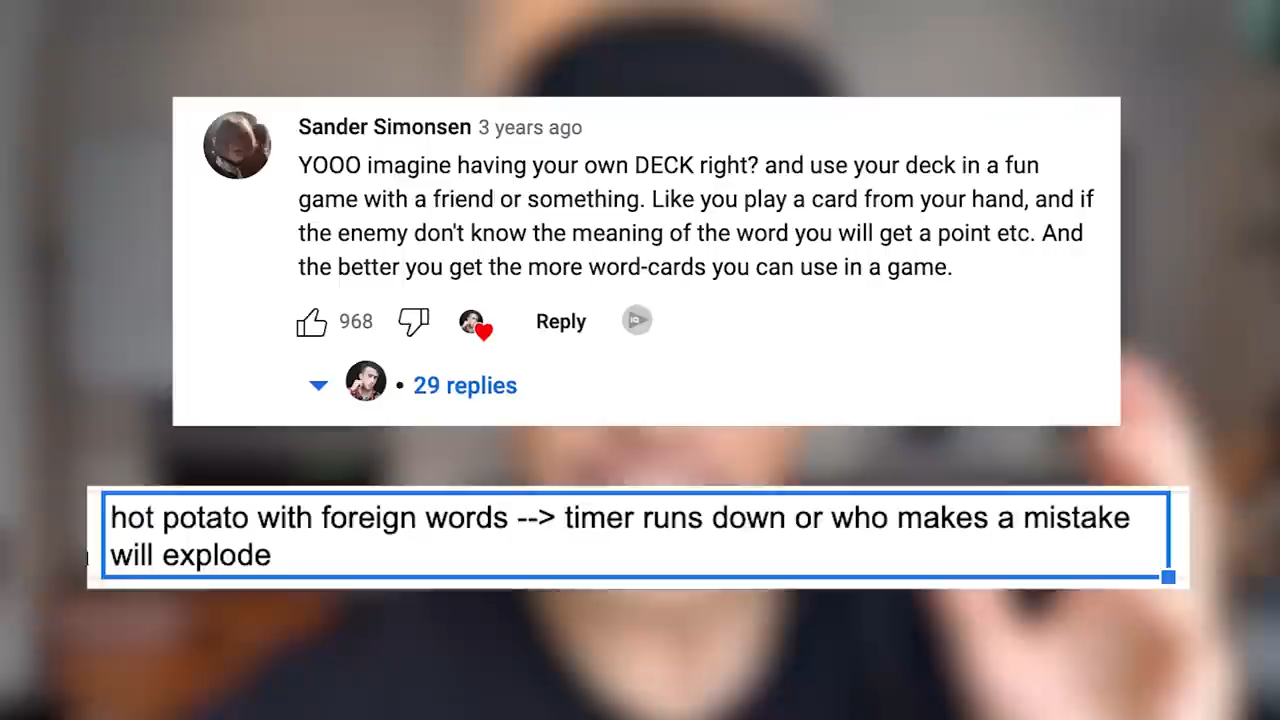 Sander Simonsen 3 years ago
YOOO imagine having your own DECK right? and use your deck in a fun
game with a friend or something. Like you play a card from your hand, and if
the enemy don't know the meaning of the word you will get a point etc. And
the better you get the more word-cards you can use in a game.
968 Reply
• 29 replies
hot potato with foreign words --> timer runs down or who makes a mistake
will explode